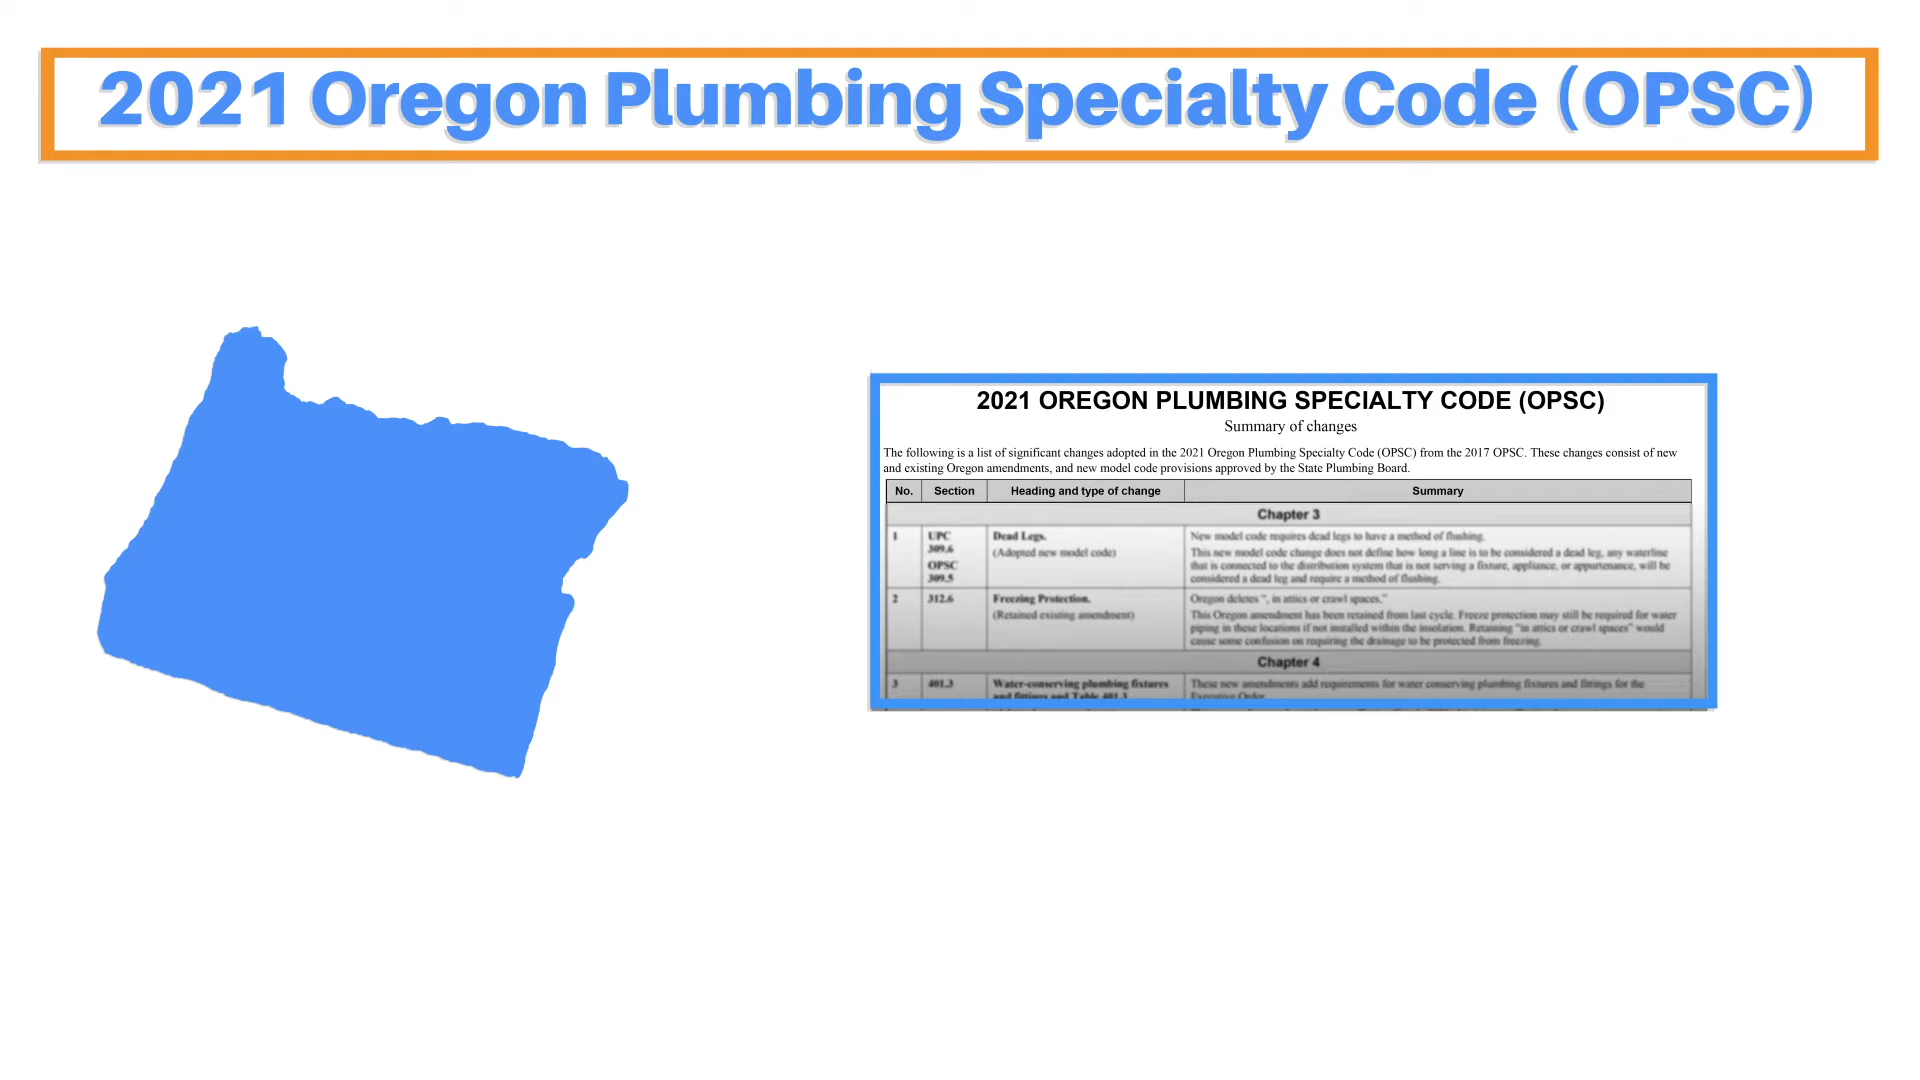 2021 Oregon Plumbing Specialty Code (OPSC)
2021 OREGON PLUMBING SPECIALTY CODE (OPSC)
Summary of changes
The following is a list of significant changes adopted in the 2021 Oregon Plumbing Specialty Code (OPSC) from the 2017 OPSC. These changes consist of new
and existing Oregon amendments, and new model code provisions approved by the State Plumbing Board.
No. Section Heading and type of change Summary
Chapter 3
1 UPC 309.6 OPSC 309.5
Dead Legs.
(Adopted new model code)
New model code requires dead legs to have a method of flushing.
This new model code change does not define how long a line is to be considered a dead leg, any waterline
that is connected to the distribution system that is not serving a fixture, appliance, or appurtenance, will be
considered a dead leg and require a method of flushing.
2 312.6 Freezing Protection.
(Retained existing amendment)
Oregon deletes “, in attics or crawl spaces,”
This Oregon amendment has been retained from last cycle. Freeze protection may still be required for water
piping in these locations if not installed within the insolation. Retaining “in attics or crawl spaces” would
cause some confusion on requiring the drainage to be protected from freezing.
Chapter 4
3 401.3 Water-conserving plumbing fixtures
and fittings and Table 401.3
These new amendments add requirements for water conserving plumbing fixtures and fittings for the
Executive Order